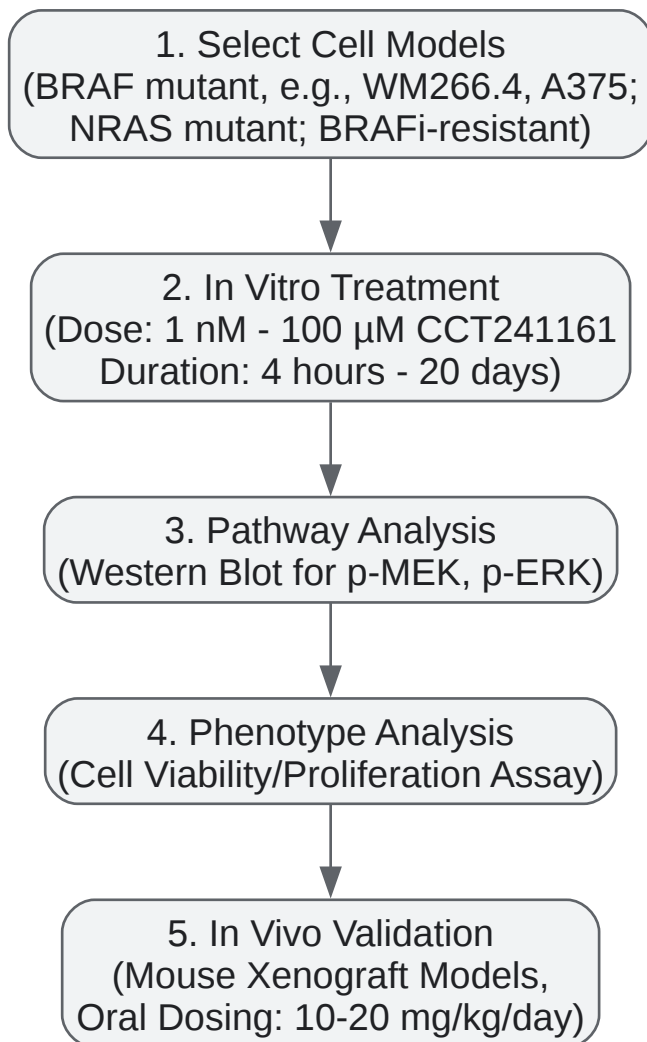 1. Select Cell Models
(BRAF mutant, e.g., WM266.4, A375;
NRAS mutant; BRAFi-resistant)
2. In Vitro Treatment
(Dose: 1 nM - 100 µM CCT241161
Duration: 4 hours - 20 days)
3. Pathway Analysis
(Western Blot for p-MEK, p-ERK)
4. Phenotype Analysis
(Cell Viability/Proliferation Assay)
5. In Vivo Validation
(Mouse Xenograft Models,
Oral Dosing: 10-20 mg/kg/day)